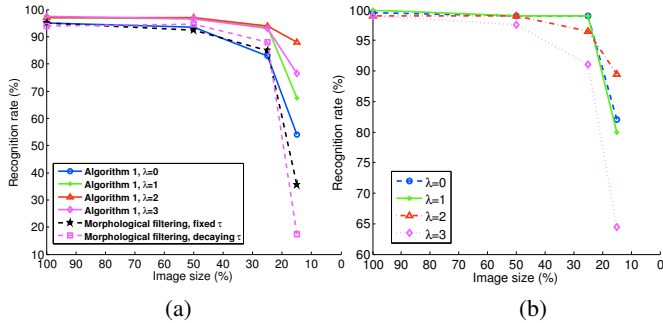 100
90
80
70
60
50
40
30
20
10
Recognition rate (%)
Algorithm 1, λ=0
Algorithm 1, λ=1
Algorithm 1, λ=2
Algorithm 1, λ=3
Morphological filtering, fixed τ
Morphological filtering, decaying τ
100 90 80 70 60 50 40 30 20 10 0
Image size (%)
(a)
100
95
90
85
80
75
70
65
60
Recognition rate (%)
λ=0
λ=1
λ=2
λ=3
100 90 80 70 60 50 40 30 20 10 0
Image size (%)
(b)